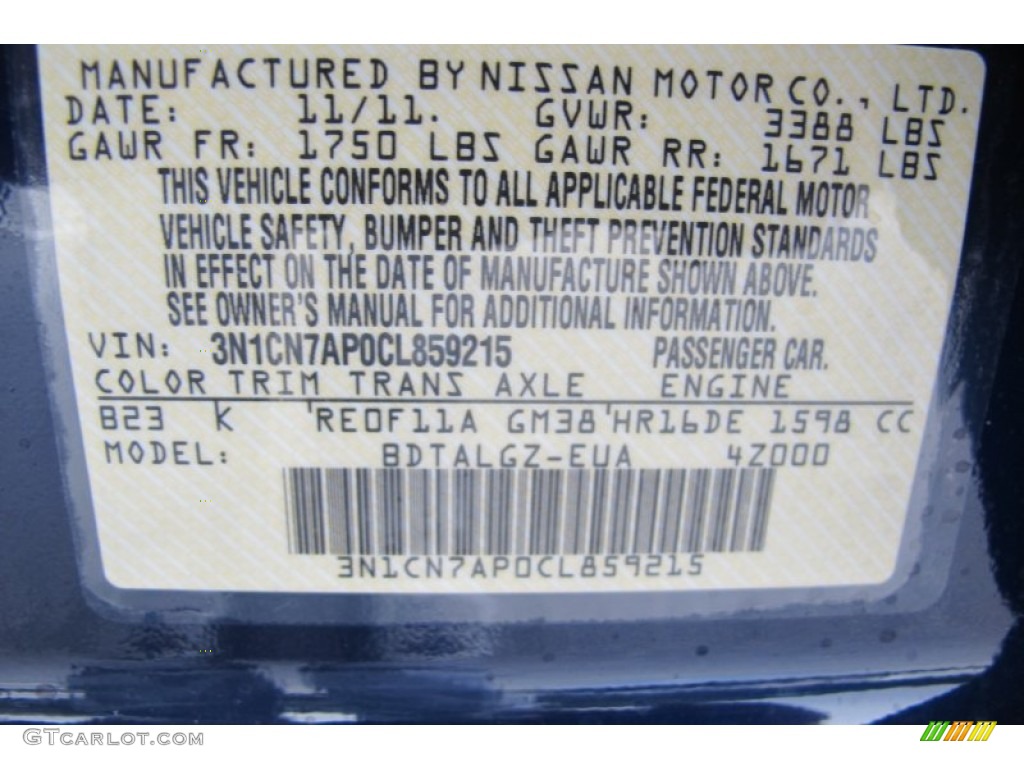 MANUFACTURED BY NISSAN MOTOR CO., LTD.
DATE: 11/11. GVWR: 3388 LBS
GAWR FR: 1750 LBS GAWR RR: 1671 LBS
THIS VEHICLE CONFORMS TO ALL APPLICABLE FEDERAL MOTOR
VEHICLE SAFETY, BUMPER AND THEFT PREVENTION STANDARDS
IN EFFECT ON THE DATE OF MANUFACTURE SHOWN ABOVE.
SEE OWNER'S MANUAL FOR ADDITIONAL INFORMATION.
VIN: 3N1CN7AP0CL859215 PASSENGER CAR.
COLOR TRIM TRANS AXLE ENGINE
B23 K RE0F11A GM38 HR16DE 1598 CC
MODEL: BDTALGZ-EUA 4Z000
3N1CN7AP0CL859215
GTcarlot.com